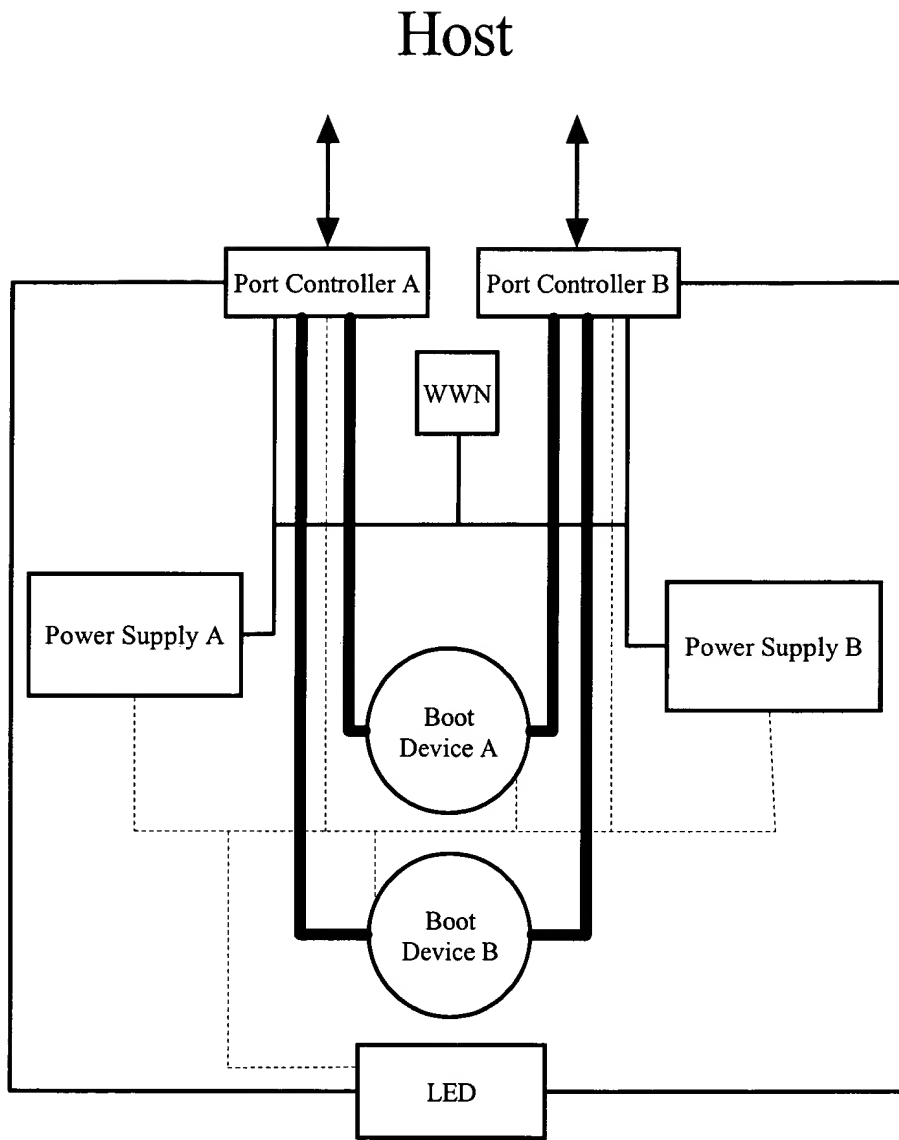 Host
Port Controller A
Port Controller B
WWN
Power Supply A
Power Supply B
Boot
Device A
Boot
Device B
LED